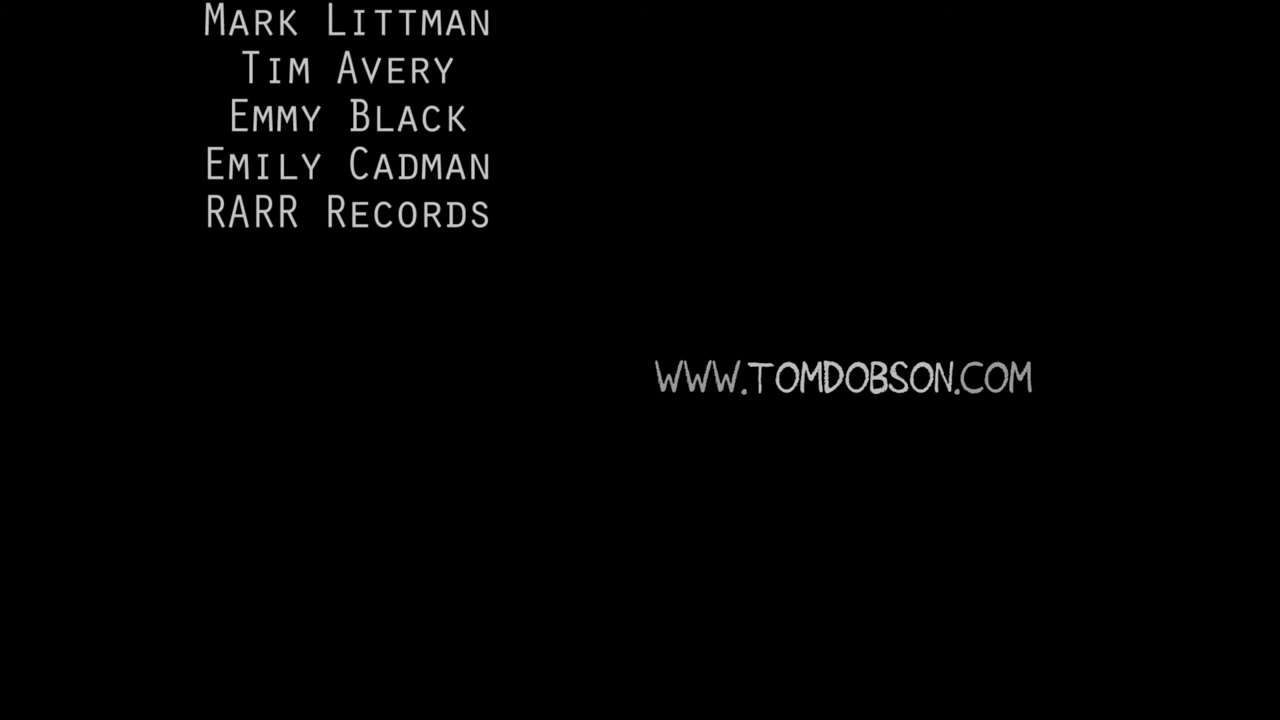 Mark Littman
Tim Avery
Emmy Black
Emily Cadman
RARR Records
WWW.TOMDOBSON.COM